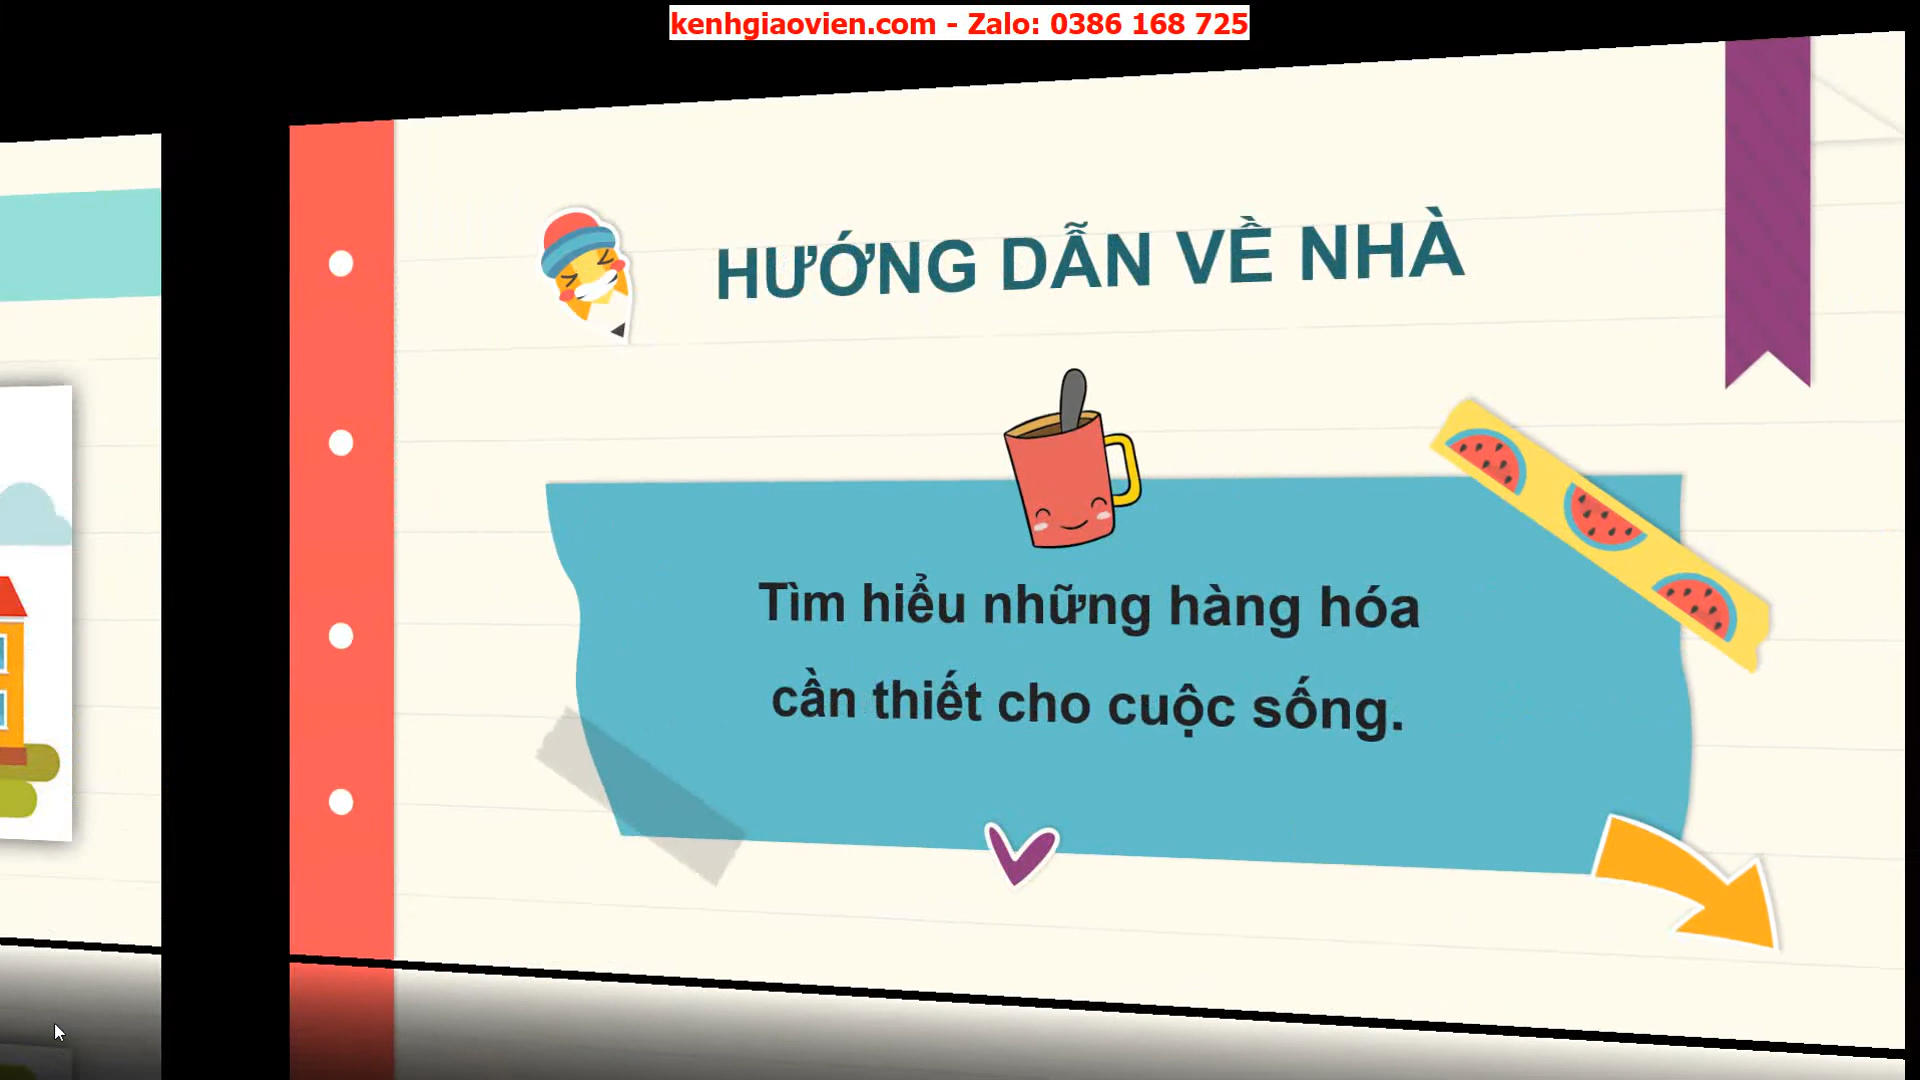 kenhgiaovien.com - Zalo: 0386 168 725
HƯỚNG DẪN VỀ NHÀ
Tìm hiểu những hàng hóa
cần thiết cho cuộc sống.